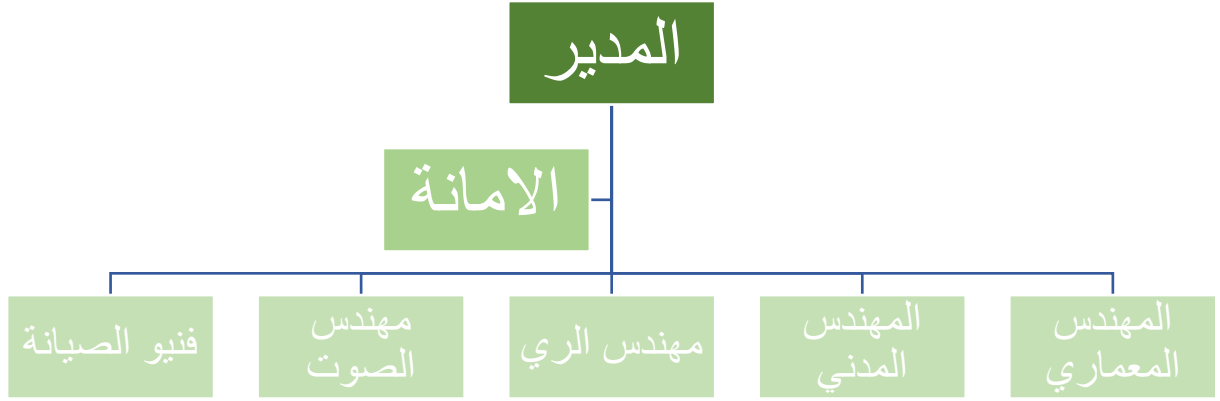 المدير
الامانة
المهندس
المعماري
المهندس
المدني
مهندس الري
مهندس
الصوت
فنيو الصيانة